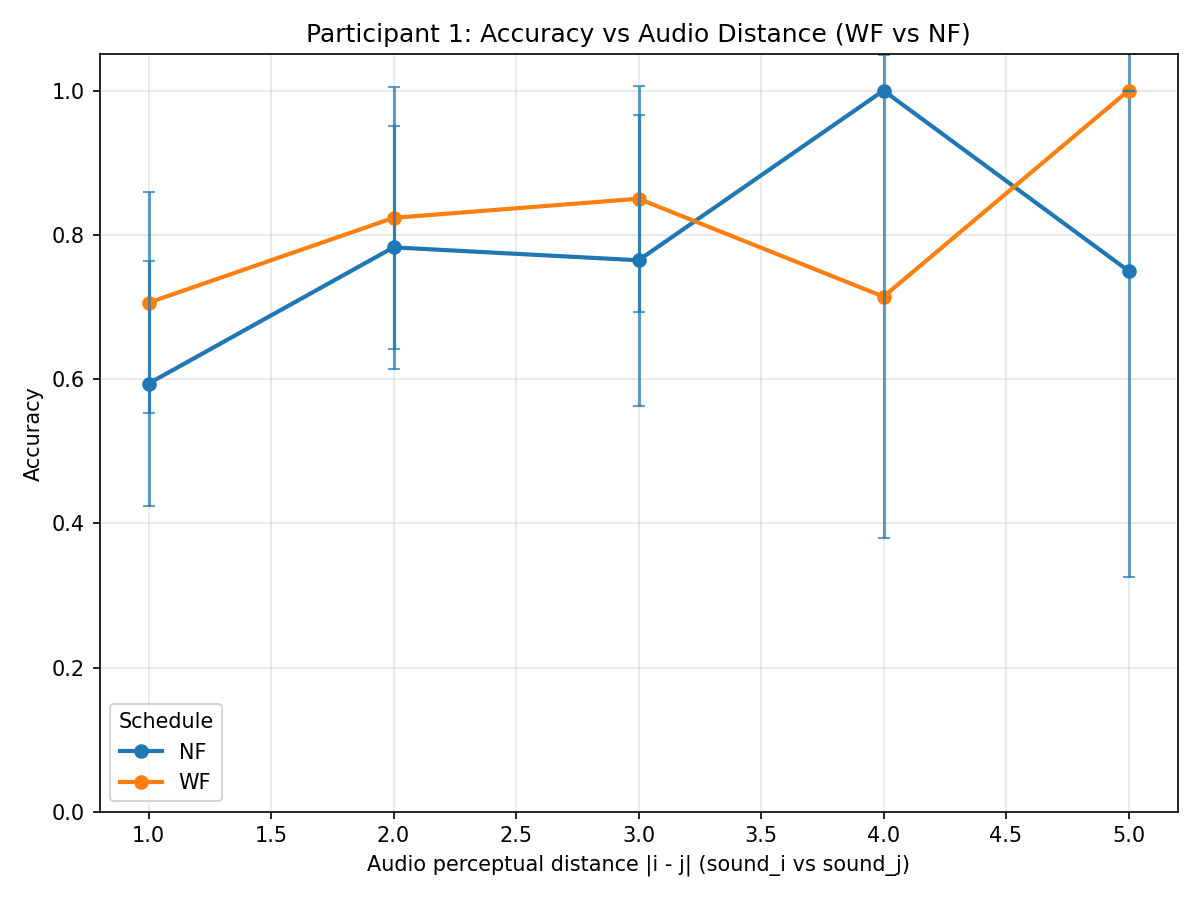 Participant 1: Accuracy vs Audio Distance (WF vs NF)
Accuracy
1.0
0.8
0.6
0.4
0.2
0.0
Schedule
NF
WF
1.0 1.5 2.0 2.5 3.0 3.5 4.0 4.5 5.0
Audio perceptual distance |i - j| (sound_i vs sound_j)